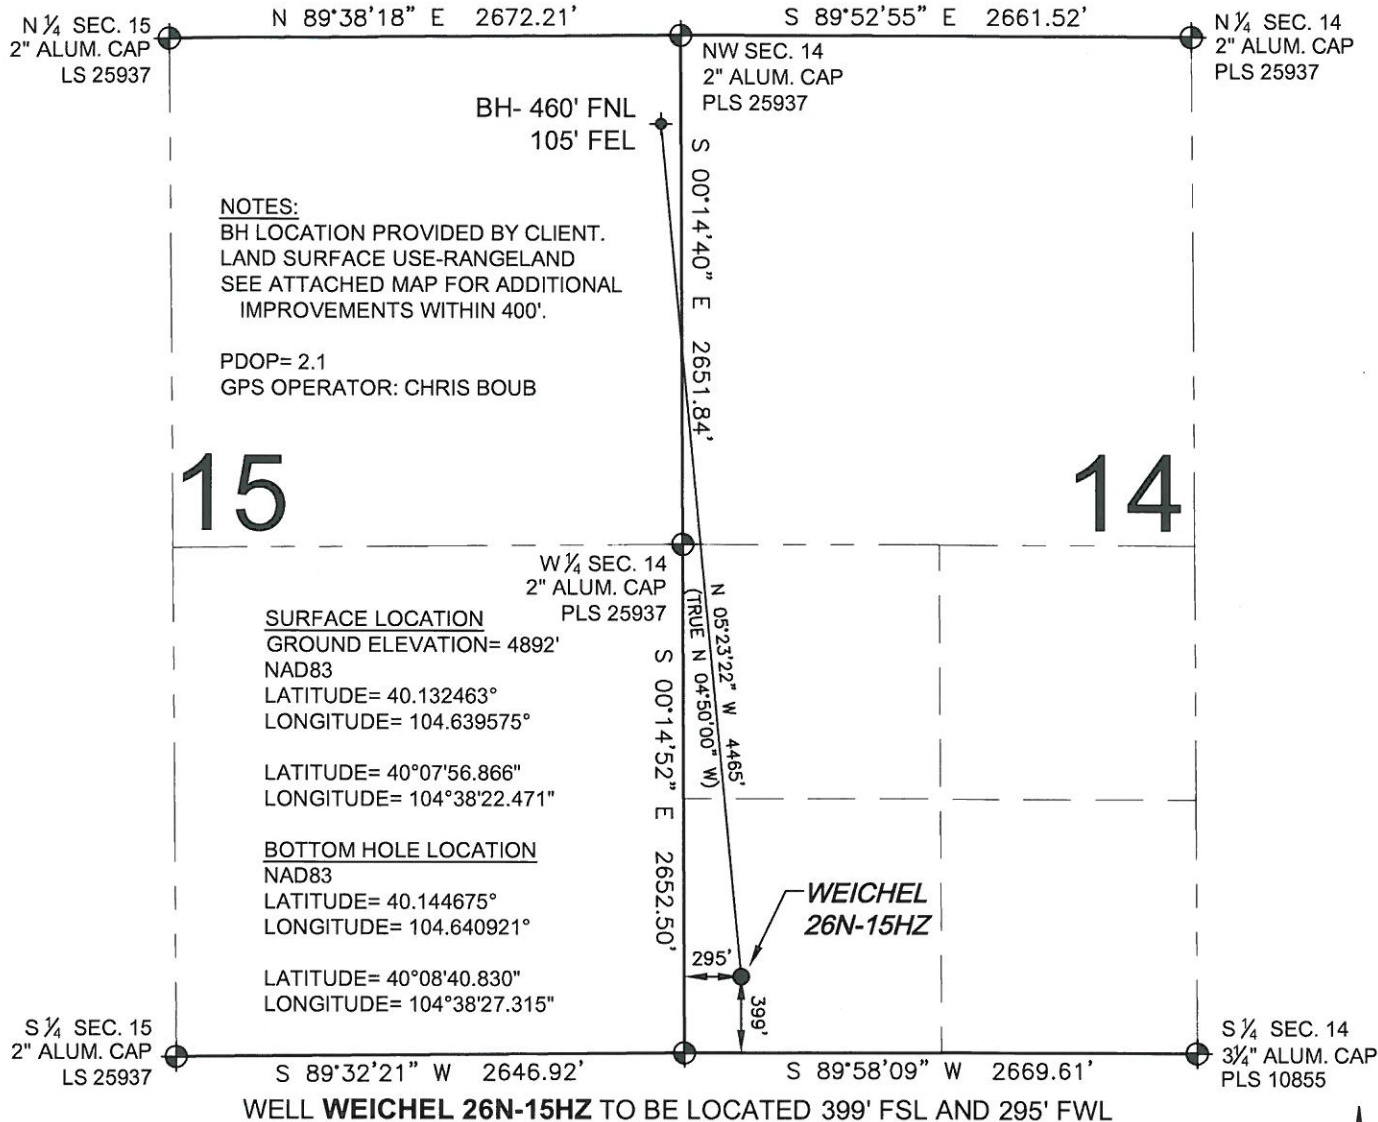 N 89°38'18" E 2672.21'
S 89°52'55" E 2661.52'
N ¼ SEC. 15
2" ALUM. CAP
LS 25937
NW SEC. 14
2" ALUM. CAP
PLS 25937
N ¼ SEC. 14
2" ALUM. CAP
PLS 25937
BH- 460' FNL
105' FEL
S 00°14'40" E 2651.84'
NOTES:
BH LOCATION PROVIDED BY CLIENT.
LAND SURFACE USE-RANGELAND
SEE ATTACHED MAP FOR ADDITIONAL
IMPROVEMENTS WITHIN 400'.
PDOP= 2.1
GPS OPERATOR: CHRIS BOUB
15
14
W ¼ SEC. 14
2" ALUM. CAP
PLS 25937
N 05°23'22" W 4465'
(TRUE N 04°50'00" W)
S 00°14'52" E 2652.50'
SURFACE LOCATION
GROUND ELEVATION= 4892'
NAD83
LATITUDE= 40.132463°
LONGITUDE= 104.639575°
LATITUDE= 40°07'56.866"
LONGITUDE= 104°38'22.471"
BOTTOM HOLE LOCATION
NAD83
LATITUDE= 40.144675°
LONGITUDE= 104.640921°
LATITUDE= 40°08'40.830"
LONGITUDE= 104°38'27.315"
WEICHEL
26N-15HZ
295'
399'
S ¼ SEC. 15
2" ALUM. CAP
LS 25937
S ¼ SEC. 14
3¼" ALUM. CAP
PLS 10855
S 89°32'21" W 2646.92'
S 89°58'09" W 2669.61'
WELL WEICHEL 26N-15HZ TO BE LOCATED 399' FSL AND 295' FWL